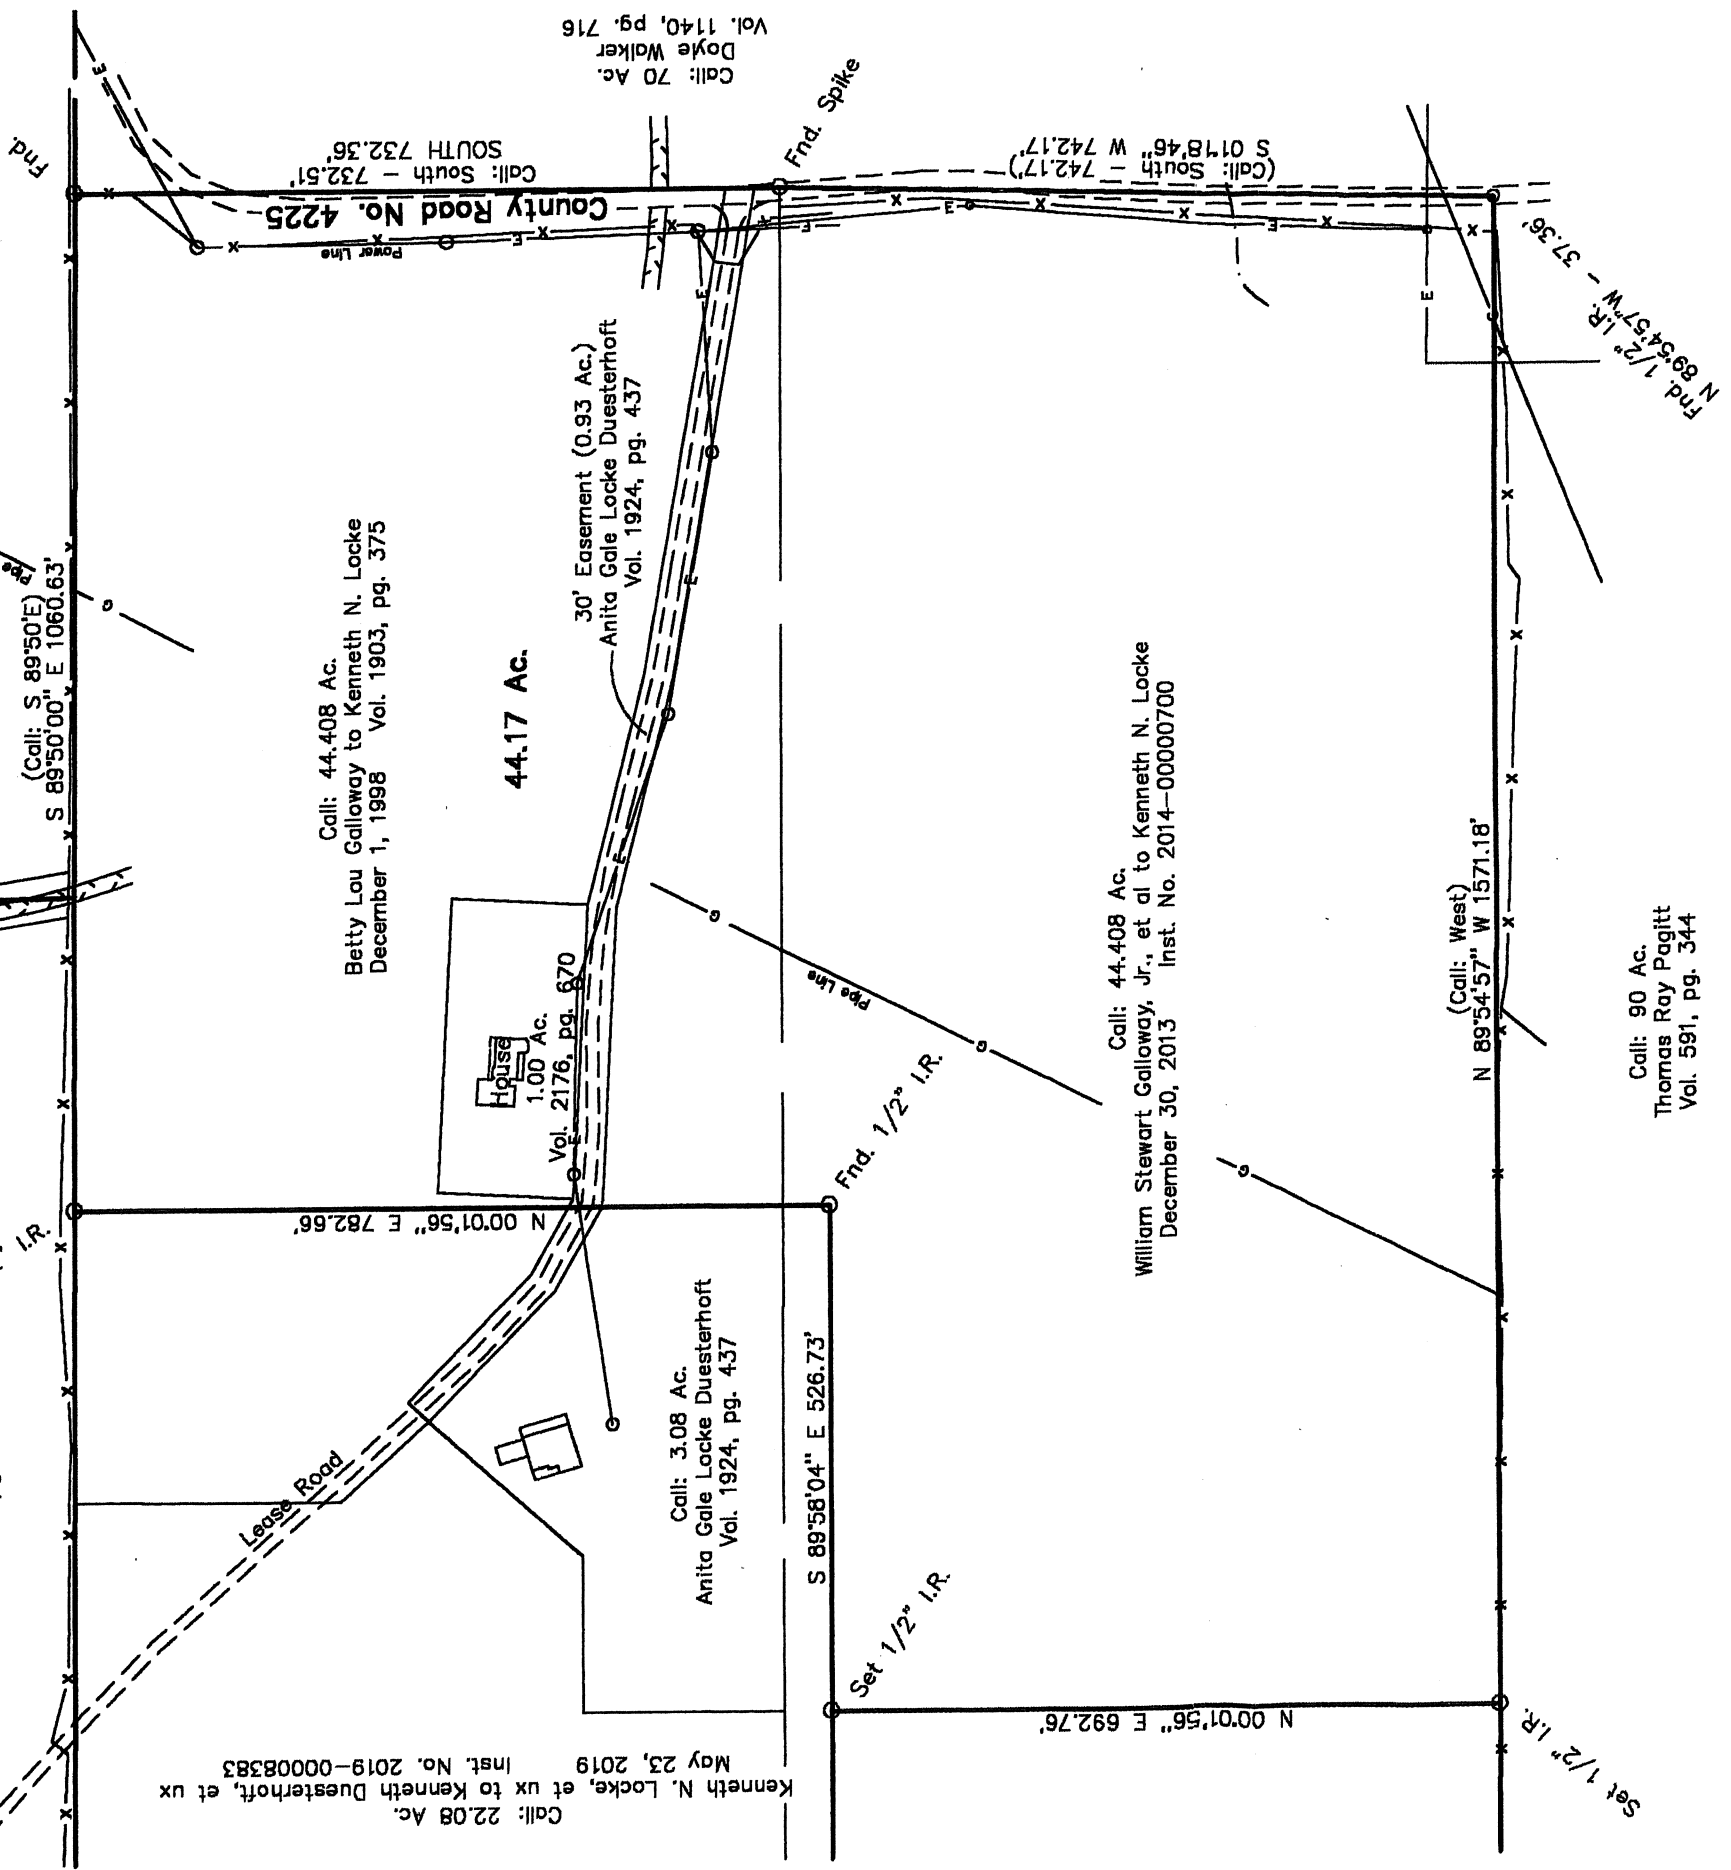 Call: 70 Ac.
Doyle Walker
Vol. 1140, pg. 716
Fnd.
Fnd. Spike
Call: South - 732.51'
SOUTH 732.36'
County Road No. 4225
Power Line
(Call: South - 742.17')
S 01°18'46" W 742.17'
Fnd. 1/2" I.R.
N 89°54'57"W - 37.36'
(Call: S 89°50'E)
S 89°50'00" E 1060.63'
Pipe
Call: 44.408 Ac.
Betty Lou Galloway to Kenneth N. Locke
December 1, 1998 Vol. 1903, pg. 375
44.17 Ac.
30' Easement (0.93 Ac.)
Anita Gale Locke Duesterhoft
Vol. 1924, pg. 437
House
1.00 Ac.
Vol. 2176, pg. 670
Pipe Line
Call: 44.408 Ac.
William Stewart Galloway, Jr., et al to Kenneth N. Locke
December 30, 2013 Inst. No. 2014-00000700
(Call: West)
N 89°54'57" W 1571.18'
Call: 90 Ac.
Thomas Ray Pagitt
Vol. 591, pg. 344
I.R.
N 00°01'56" E 782.66'
Fnd. 1/2" I.R.
Lease Road
Call: 3.08 Ac.
Anita Gale Locke Duesterhoft
Vol. 1924, pg. 437
S 89°58'04" E 526.73'
Set 1/2" I.R.
N 00°01'56" E 692.76'
Set 1/2" I.R.
Call: 22.08 Ac.
Kenneth N. Locke, et ux to Kenneth Duesterhoft, et ux
May 23, 2019 Inst. No. 2019-00008383